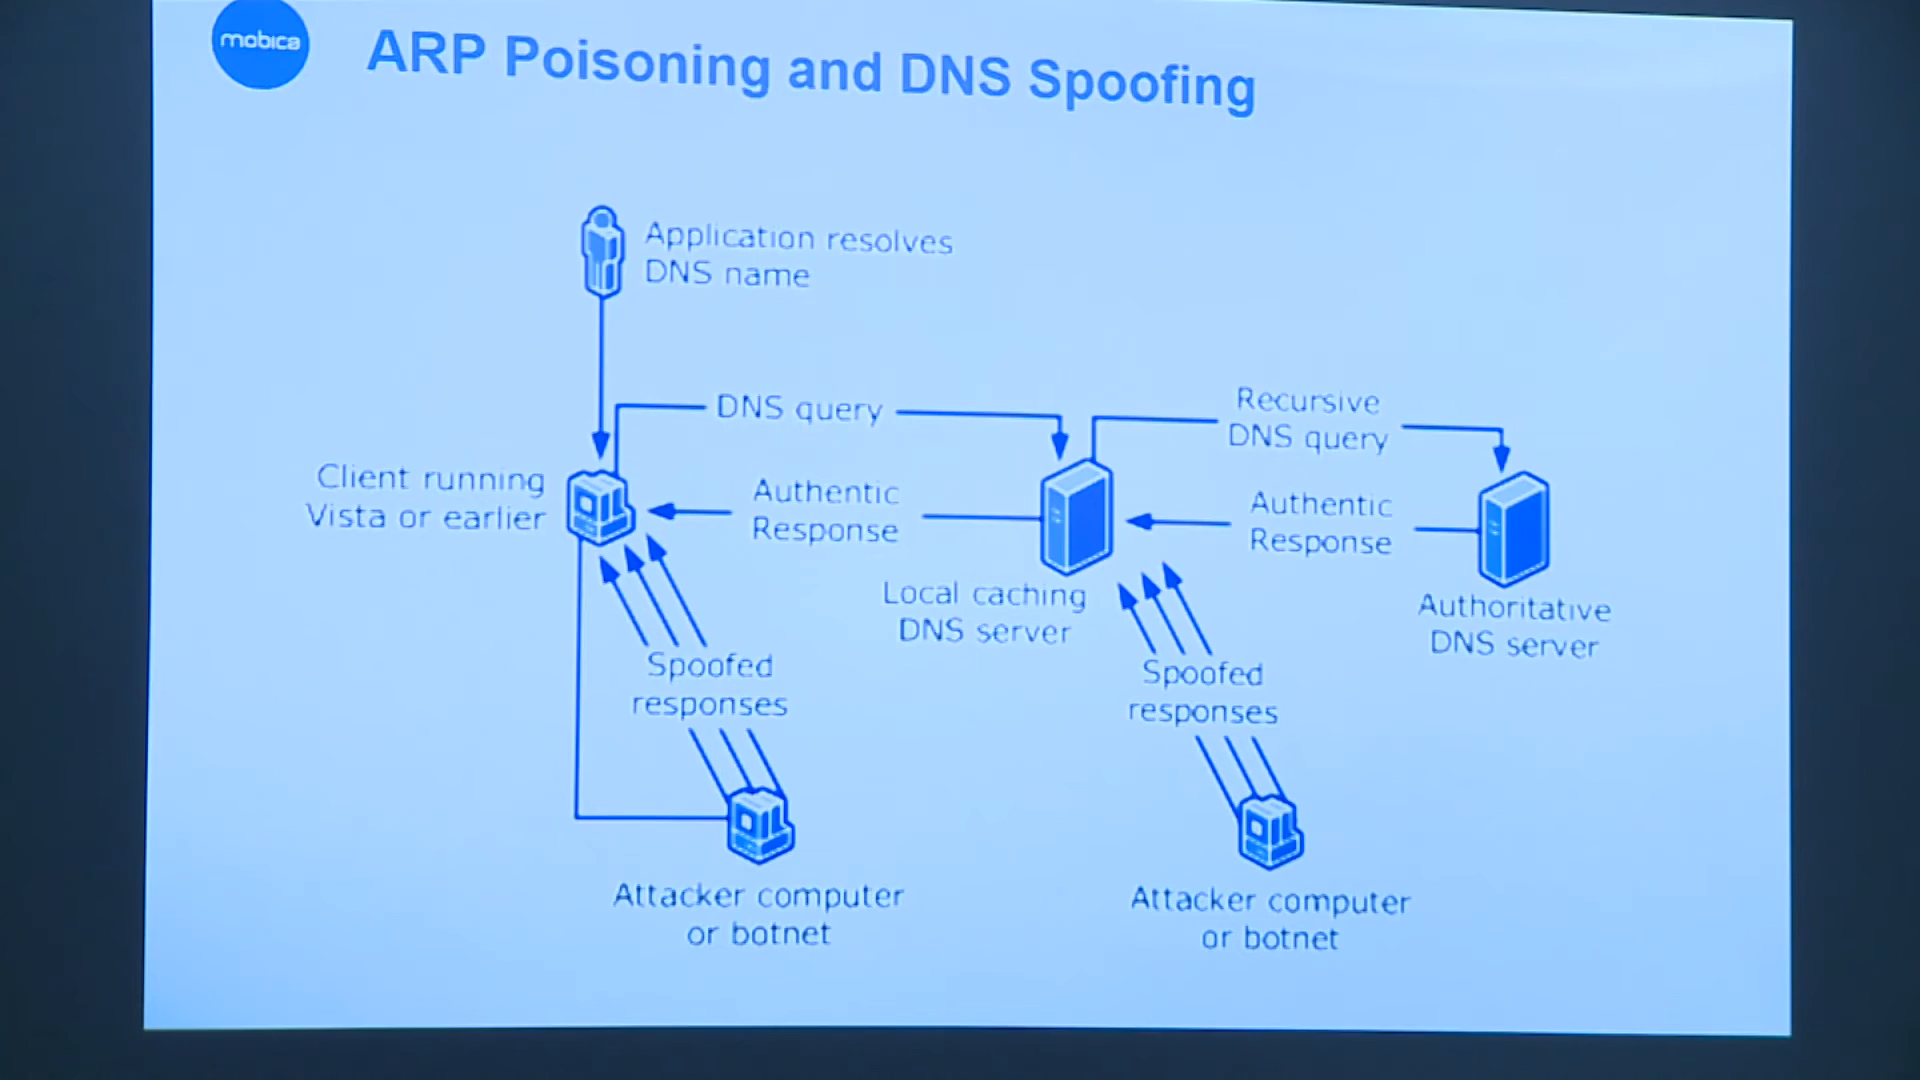 mobica
ARP Poisoning and DNS Spoofing
Application resolves
DNS name
DNS query
Recursive
DNS query
Client running
Vista or earlier
Authentic
Response
Authentic
Response
Local caching
DNS server
Authoritative
DNS server
Spoofed
responses
Spoofed
responses
Attacker computer
or botnet
Attacker computer
or botnet